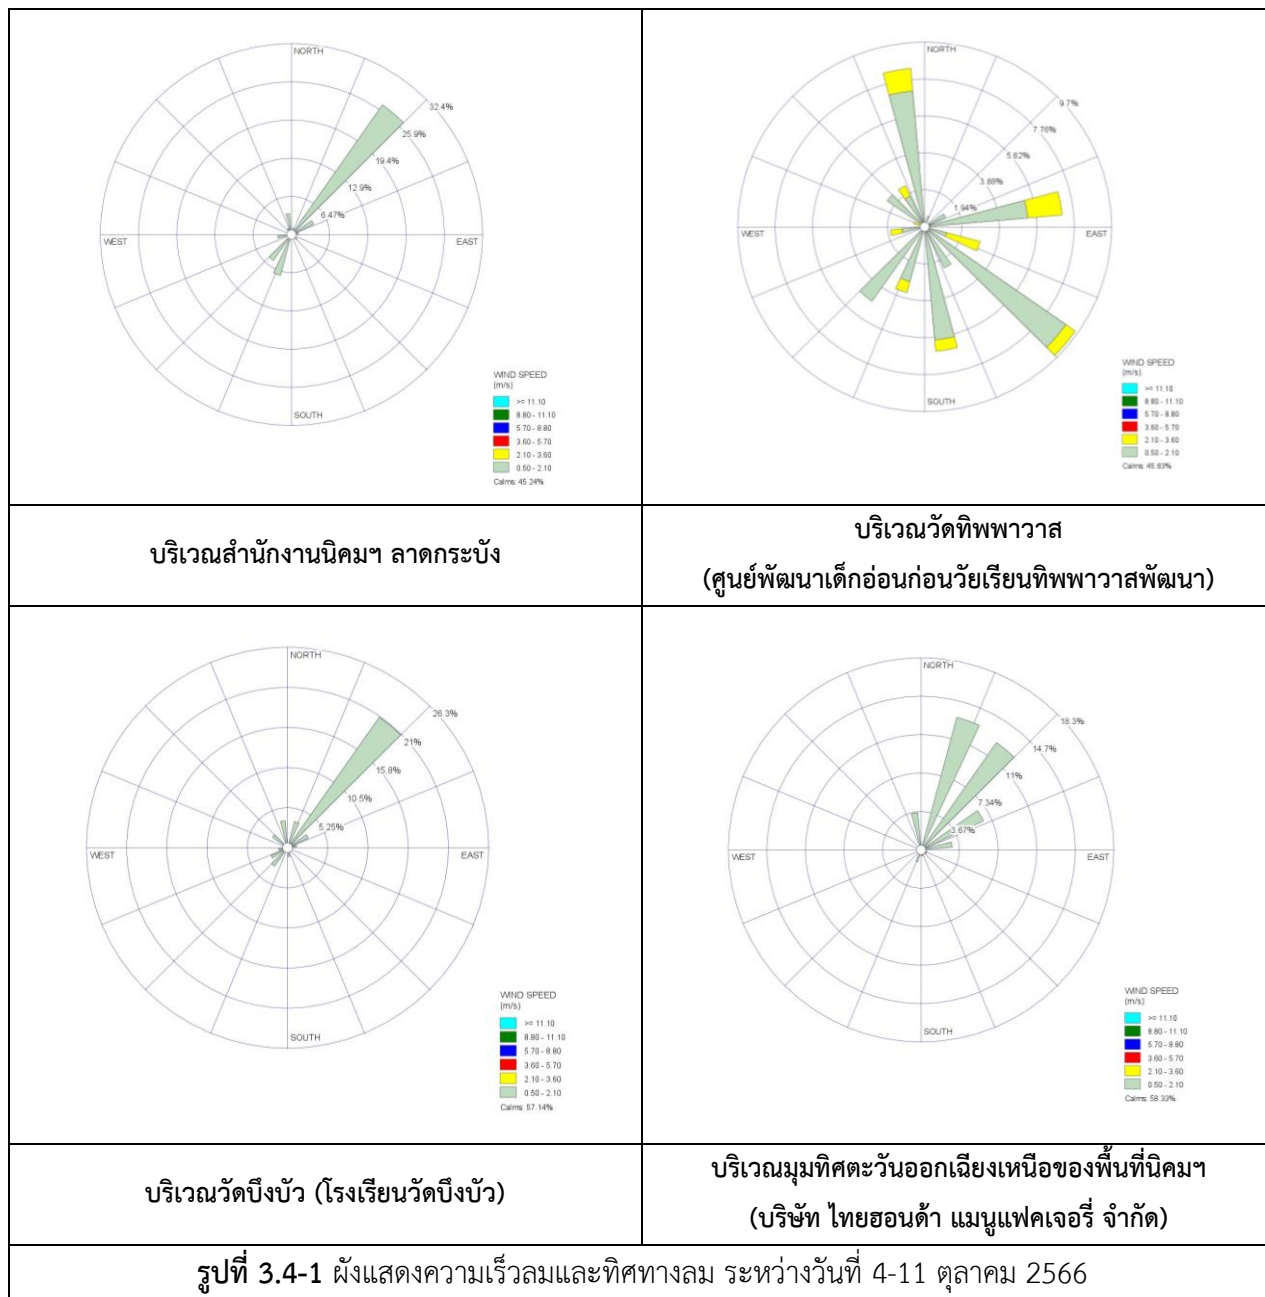 NORTH
32.4%
25.9%
19.4%
12.9%
6.47%
WEST
EAST
SOUTH
WIND SPEED
(m/s)
>= 11.10
8.80 - 11.10
5.70 - 8.80
3.60 - 5.70
2.10 - 3.60
0.50 - 2.10
Calms: 45.24%
NORTH
9.7%
7.76%
5.82%
3.88%
1.94%
WEST
EAST
SOUTH
WIND SPEED
(m/s)
>= 11.10
8.80 - 11.10
5.70 - 8.80
3.60 - 5.70
2.10 - 3.60
0.50 - 2.10
Calms: 45.83%
บริเวณสำนักงานนิคมฯ ลาดกระบัง
บริเวณวัดทิพพาวาส
(ศูนย์พัฒนาเด็กอ่อนก่อนวัยเรียนทิพพาวาสพัฒนา)
NORTH
26.3%
21%
15.8%
10.5%
5.25%
WEST
EAST
SOUTH
WIND SPEED
(m/s)
>= 11.10
8.80 - 11.10
5.70 - 8.80
3.60 - 5.70
2.10 - 3.60
0.50 - 2.10
Calms: 57.14%
NORTH
18.3%
14.7%
11%
7.34%
3.67%
WEST
EAST
SOUTH
WIND SPEED
(m/s)
>= 11.10
8.80 - 11.10
5.70 - 8.80
3.60 - 5.70
2.10 - 3.60
0.50 - 2.10
Calms: 58.33%
บริเวณวัดบึงบัว (โรงเรียนวัดบึงบัว)
บริเวณมุมทิศตะวันออกเฉียงเหนือของพื้นที่นิคมฯ
(บริษัท ไทยฮอนด้า แมนูแฟคเจอรี่ จำกัด)
รูปที่ 3.4-1 ผังแสดงความเร็วลมและทิศทางลม ระหว่างวันที่ 4-11 ตุลาคม 2566